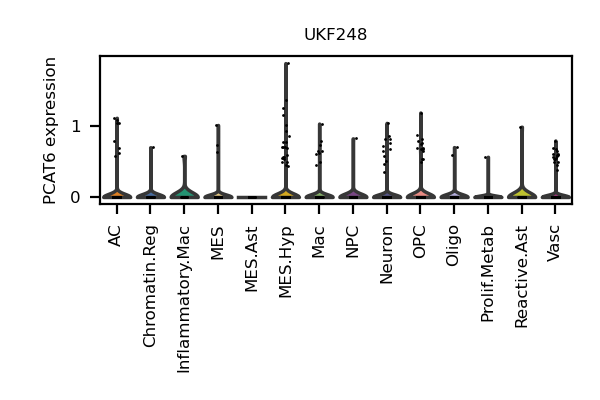 UKF248
PCAT6 expression
1
0
AC
Chromatin.Reg
Inflammatory.Mac
MES
MES.Ast
MES.Hyp
Mac
NPC
Neuron
OPC
Oligo
Prolif.Metab
Reactive.Ast
Vasc